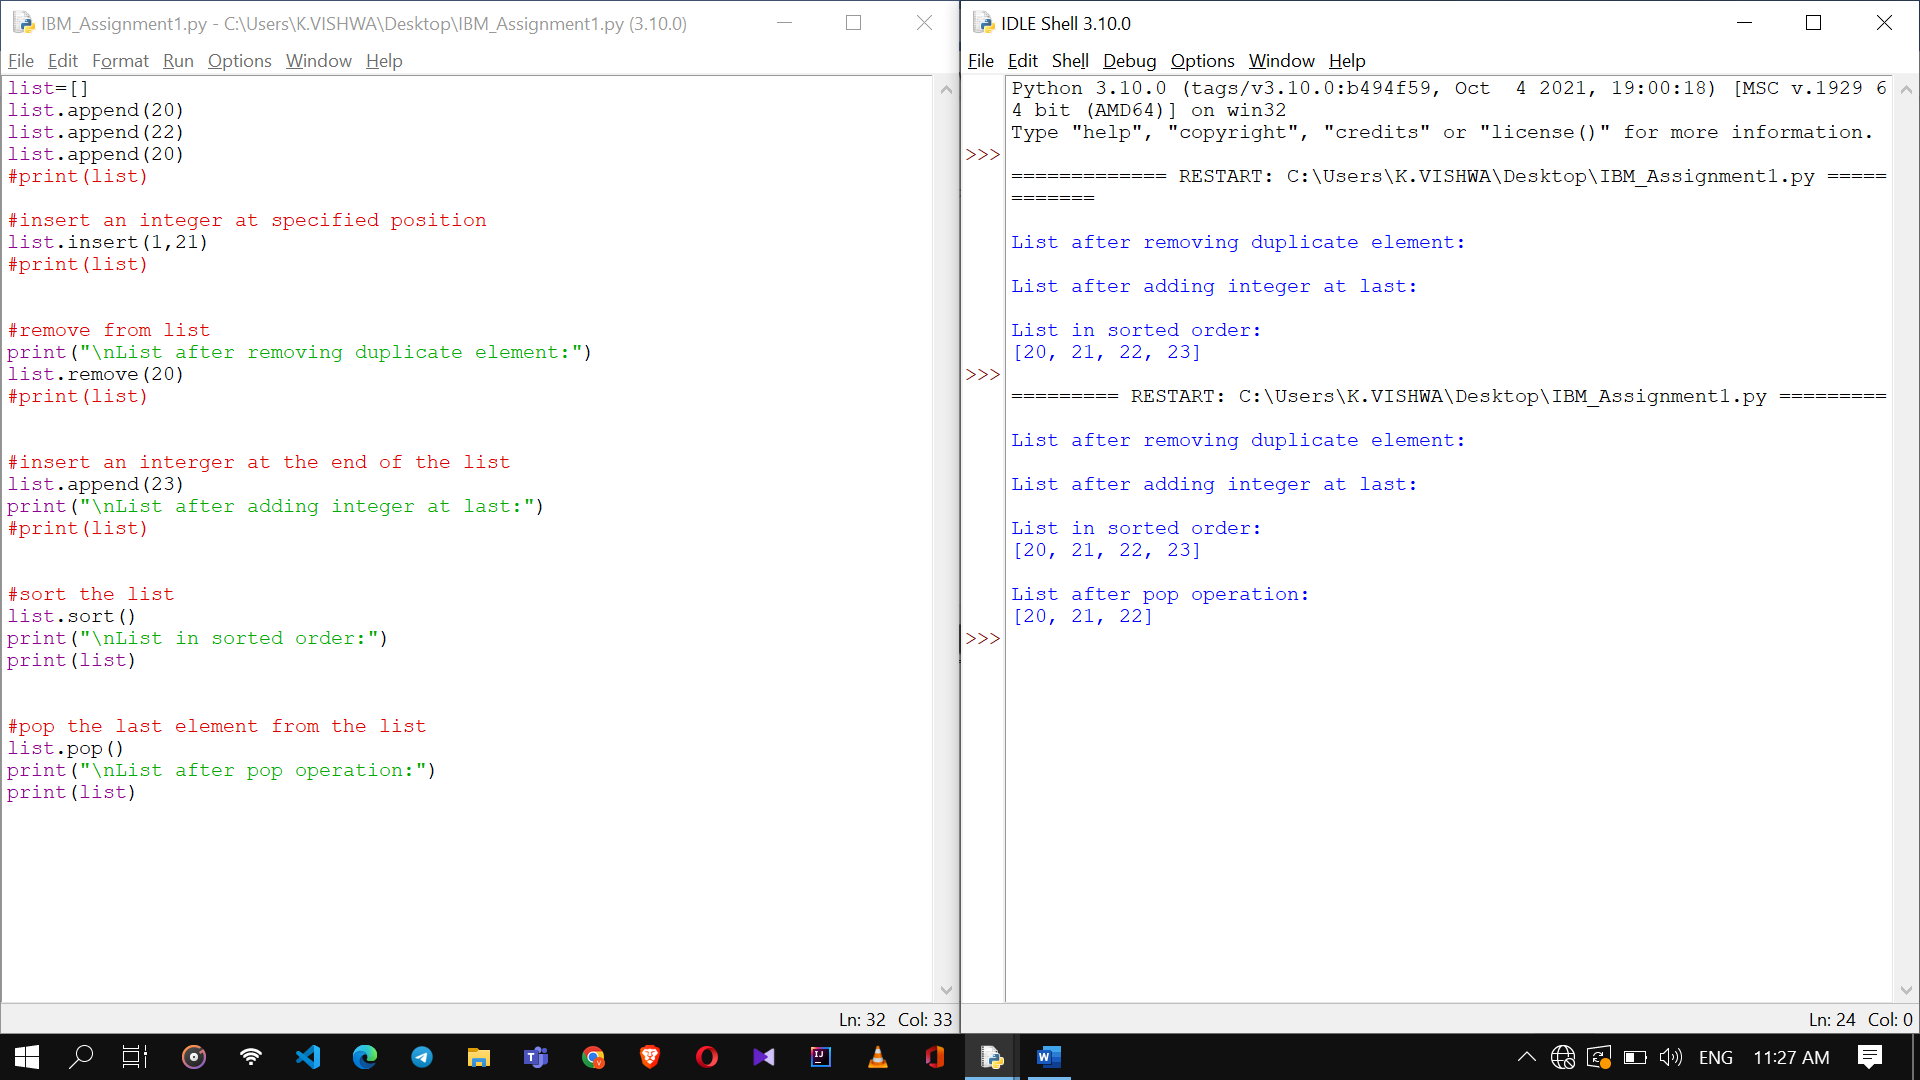 IBM_Assignment1.py - C:\Users\K.VISHWA\Desktop\IBM_Assignment1.py (3.10.0)
File Edit Format Run Options Window Help
list=[]
list.append(20)
list.append(22)
list.append(20)
#print(list)
#insert an integer at specified position
list.insert(1,21)
#print(list)
#remove from list
print("\nList after removing duplicate element:")
list.remove(20)
#print(list)
#insert an interger at the end of the list
list.append(23)
print("\nList after adding integer at last:")
#print(list)
#sort the list
list.sort()
print("\nList in sorted order:")
print(list)
#pop the last element from the list
list.pop()
print("\nList after pop operation:")
print(list)
Ln: 32 Col: 33
IDLE Shell 3.10.0
File Edit Shell Debug Options Window Help
Python 3.10.0 (tags/v3.10.0:b494f59, Oct  4 2021, 19:00:18) [MSC v.1929 6
4 bit (AMD64)] on win32
Type "help", "copyright", "credits" or "license()" for more information.
>>>
============= RESTART: C:\Users\K.VISHWA\Desktop\IBM_Assignment1.py =====
=======
List after removing duplicate element:
List after adding integer at last:
List in sorted order:
[20, 21, 22, 23]
>>>
========= RESTART: C:\Users\K.VISHWA\Desktop\IBM_Assignment1.py =========
List after removing duplicate element:
List after adding integer at last:
List in sorted order:
[20, 21, 22, 23]
List after pop operation:
[20, 21, 22]
>>>
Ln: 24 Col: 0
ENG 11:27 AM